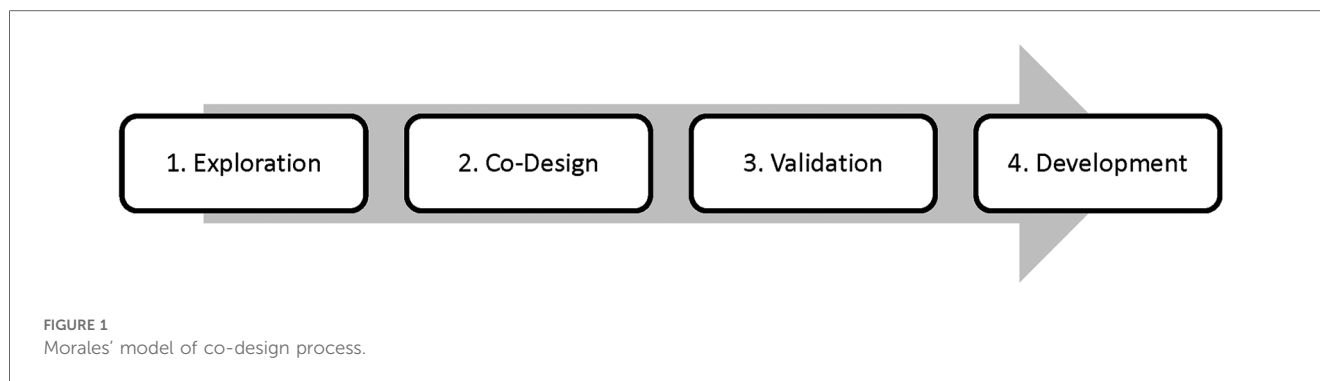 1. Exploration
2. Co-Design
3. Validation
4. Development
FIGURE 1
Morales' model of co-design process.